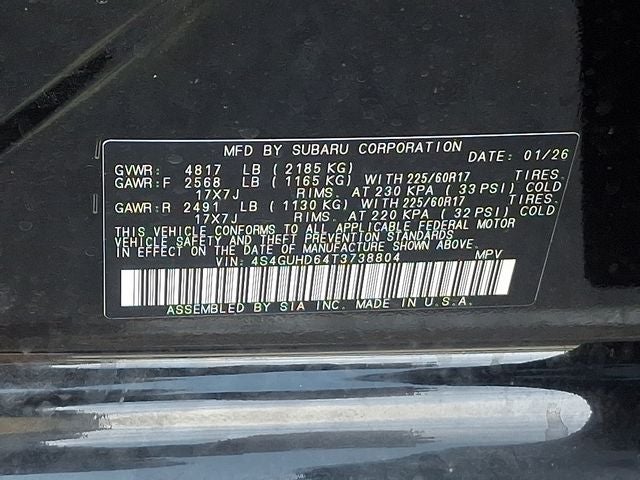 MFD BY SUBARU CORPORATION DATE: 01/26
GVWR: 4817 LB (2185 KG)
GAWR: F 2568 LB (1165 KG) WITH 225/60R17 TIRES.
17X7J RIMS. AT 230 KPA (33 PSI) COLD
GAWR: R 2491 LB (1130 KG) WITH 225/60R17 TIRES.
17X7J RIMS. AT 220 KPA (32 PSI) COLD
THIS VEHICLE CONFORMS TO ALL APPLICABLE FEDERAL MOTOR
VEHICLE SAFETY AND THEFT PREVENTION STANDARDS
IN EFFECT ON THE DATE OF MANUFACTURE SHOWN ABOVE.
VIN: 4S4GUHD64T3738804 MPV
ASSEMBLED BY SIA INC. MADE IN U.S.A.